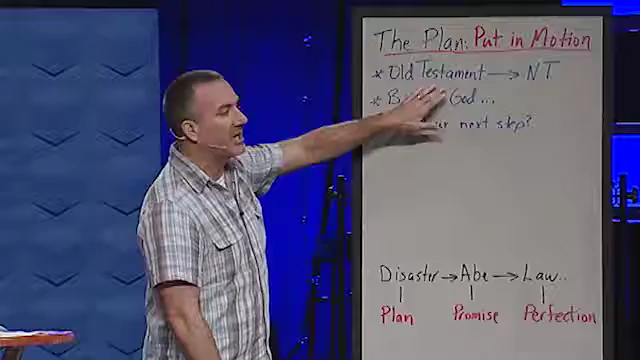 The Plan: Put in Motion
* Old Testament → NT
* God...
next step?
Disaster → Abe → Law..
Plan Promise Perfection